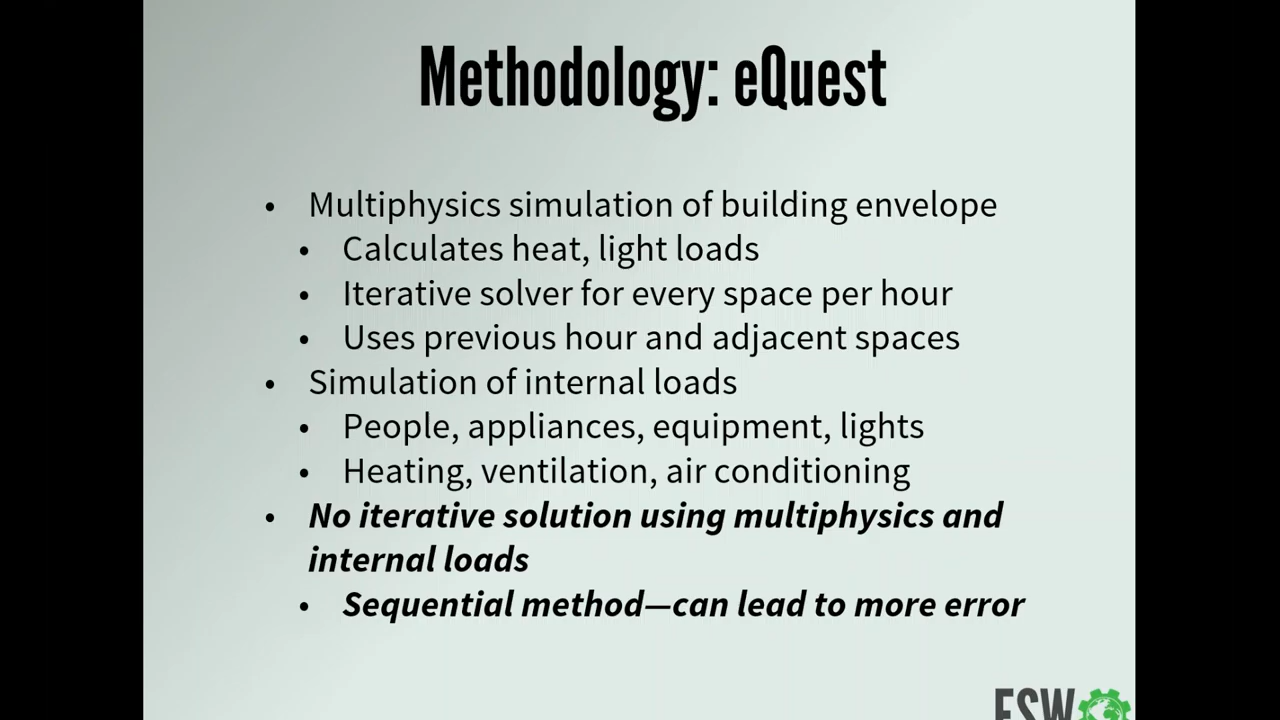 Methodology: eQuest
• Multiphysics simulation of building envelope
• Calculates heat, light loads
• Iterative solver for every space per hour
• Uses previous hour and adjacent spaces
• Simulation of internal loads
• People, appliances, equipment, lights
• Heating, ventilation, air conditioning
• No iterative solution using multiphysics and
internal loads
• Sequential method—can lead to more error
ESW